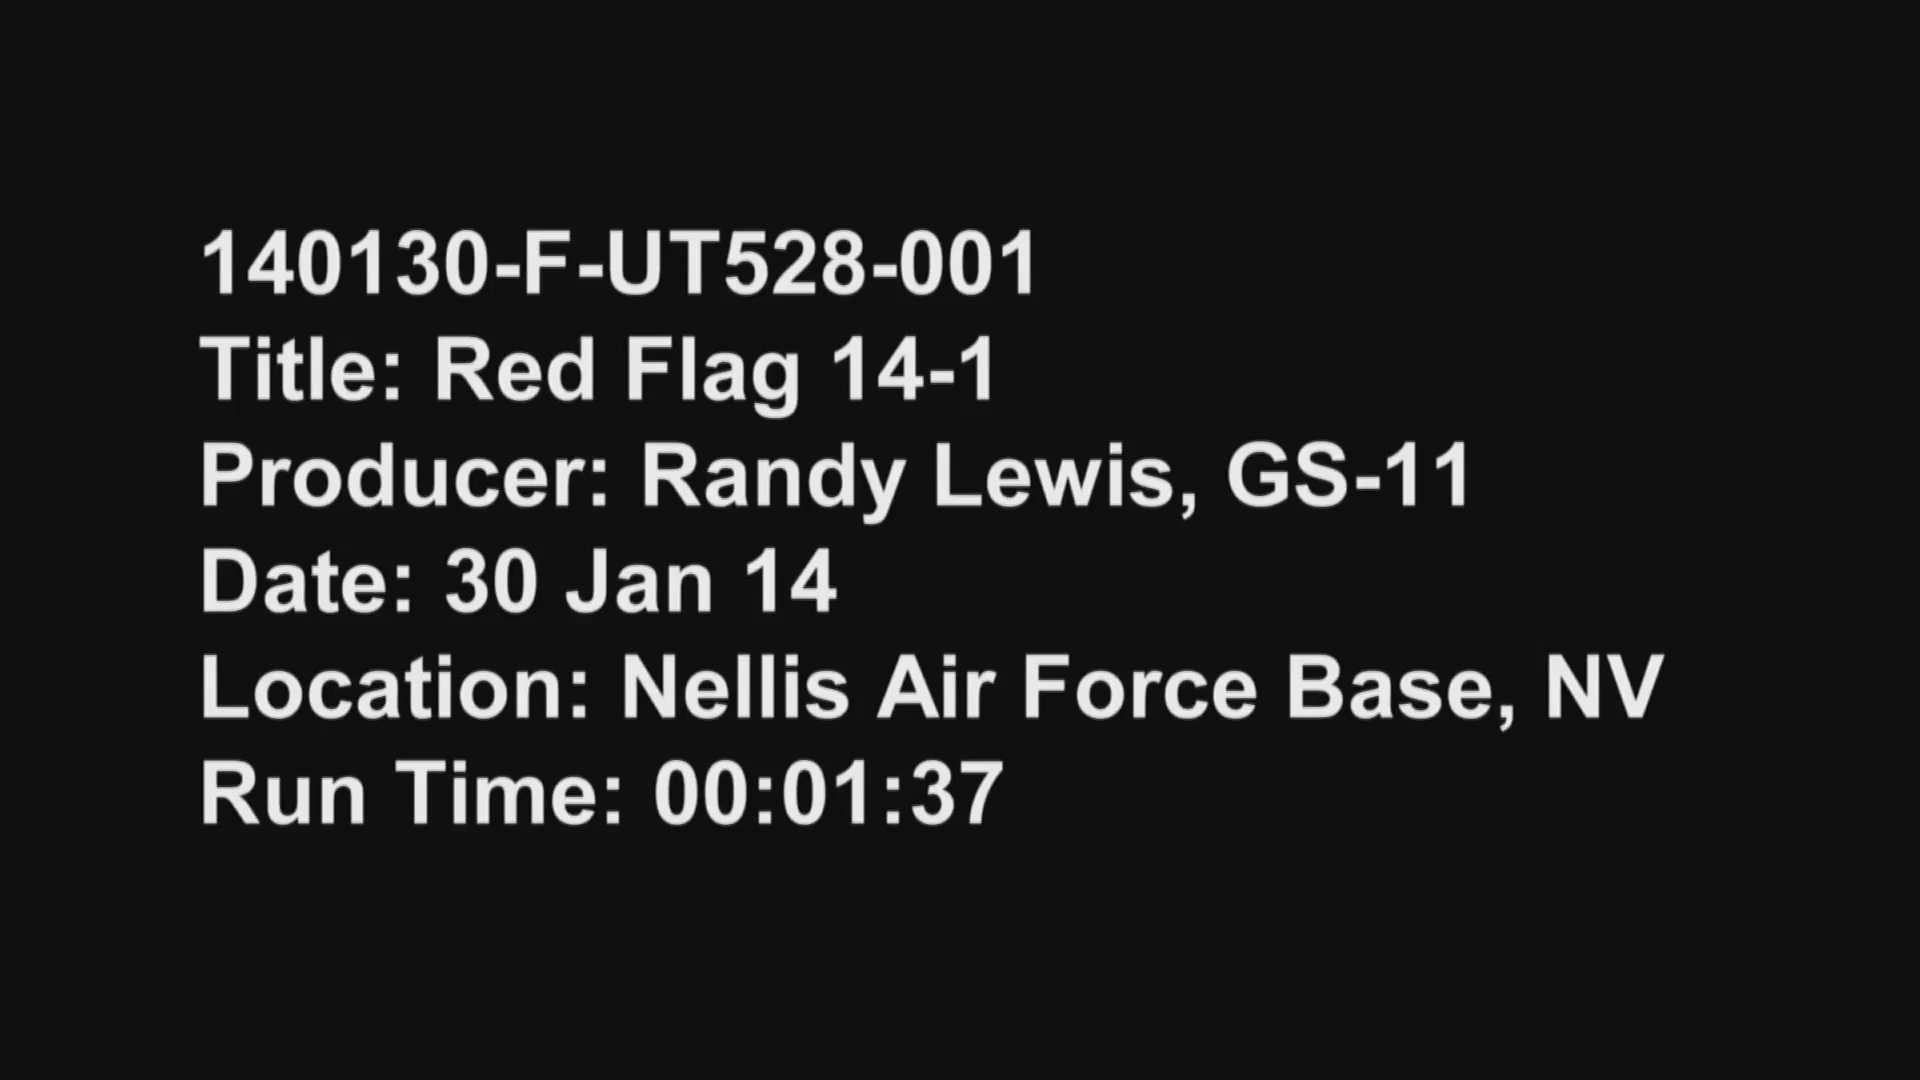 140130-F-UT528-001
Title: Red Flag 14-1
Producer: Randy Lewis, GS-11
Date: 30 Jan 14
Location: Nellis Air Force Base, NV
Run Time: 00:01:37